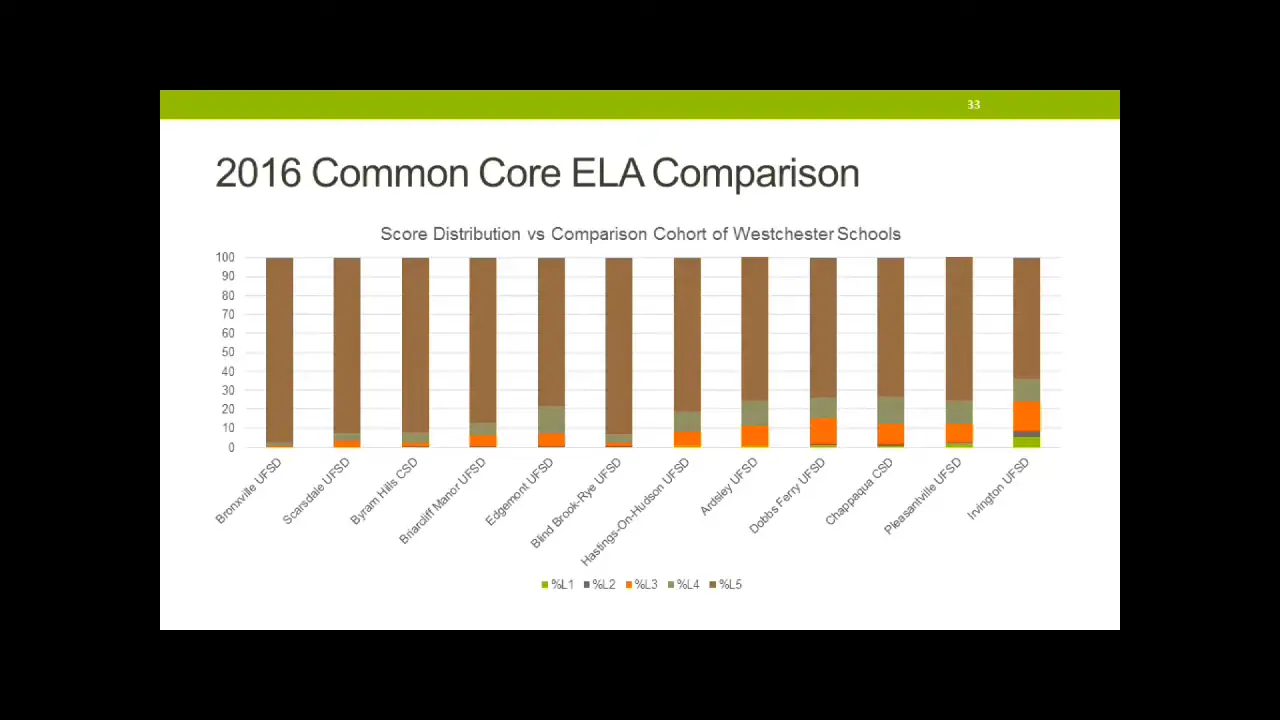 33
2016 Common Core ELA Comparison
Score Distribution vs Comparison Cohort of Westchester Schools
100
90
80
70
60
50
40
30
20
10
0
Bronxville UFSD
Scarsdale UFSD
Byram Hills CSD
Briarcliff Manor UFSD
Edgemont UFSD
Blind Brook-Rye UFSD
Hastings-On-Hudson UFSD
Ardsley UFSD
Dobbs Ferry UFSD
Chappaqua CSD
Pleasantville UFSD
Irvington UFSD
%L1 %L2 %L3 %L4 %L5